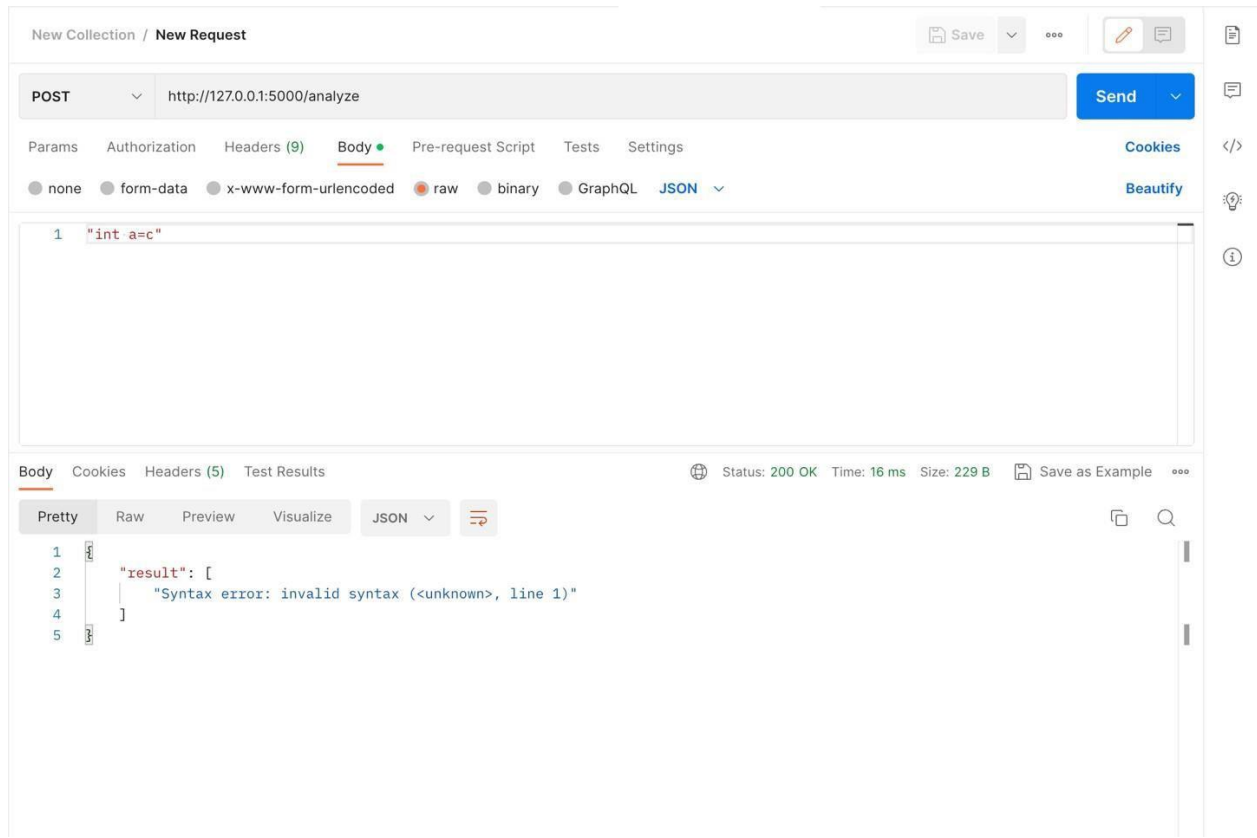 New Collection / New Request Save
POST http://127.0.0.1:5000/analyze Send
Params Authorization Headers (9) Body Pre-request Script Tests Settings Cookies
none form-data x-www-form-urlencoded raw binary GraphQL JSON Beautify
1 "int a=c"
Body Cookies Headers (5) Test Results Status: 200 OK Time: 16 ms Size: 229 B Save as Example
Pretty Raw Preview Visualize JSON
1 {
2 "result": [
3 "Syntax error: invalid syntax (<unknown>, line 1)"
4 ]
5 }